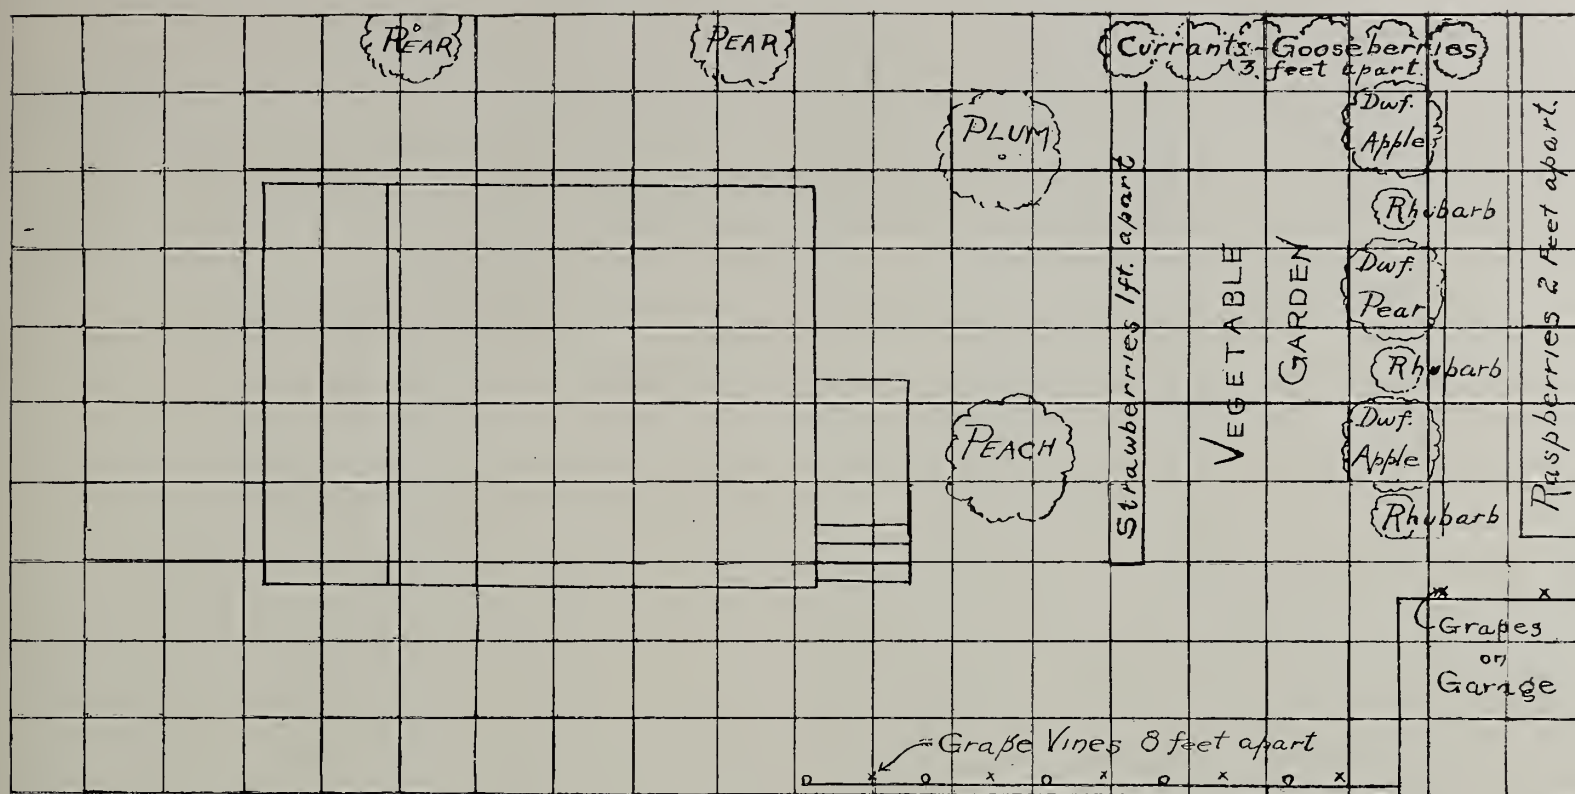 PEAR
PEAR
Currants-Gooseberries
3 feet apart.
PLUM
Dwf.
Apple
Rhubarb
Dwf.
Pear
Rhubarb
Dwf.
Apple
Rhubarb
PEACH
Strawberries 1ft. apart
VEGETABLE
GARDEN
Raspberries 2 Feet apart.
Grapes
on
Garage
Grape Vines 8 feet apart